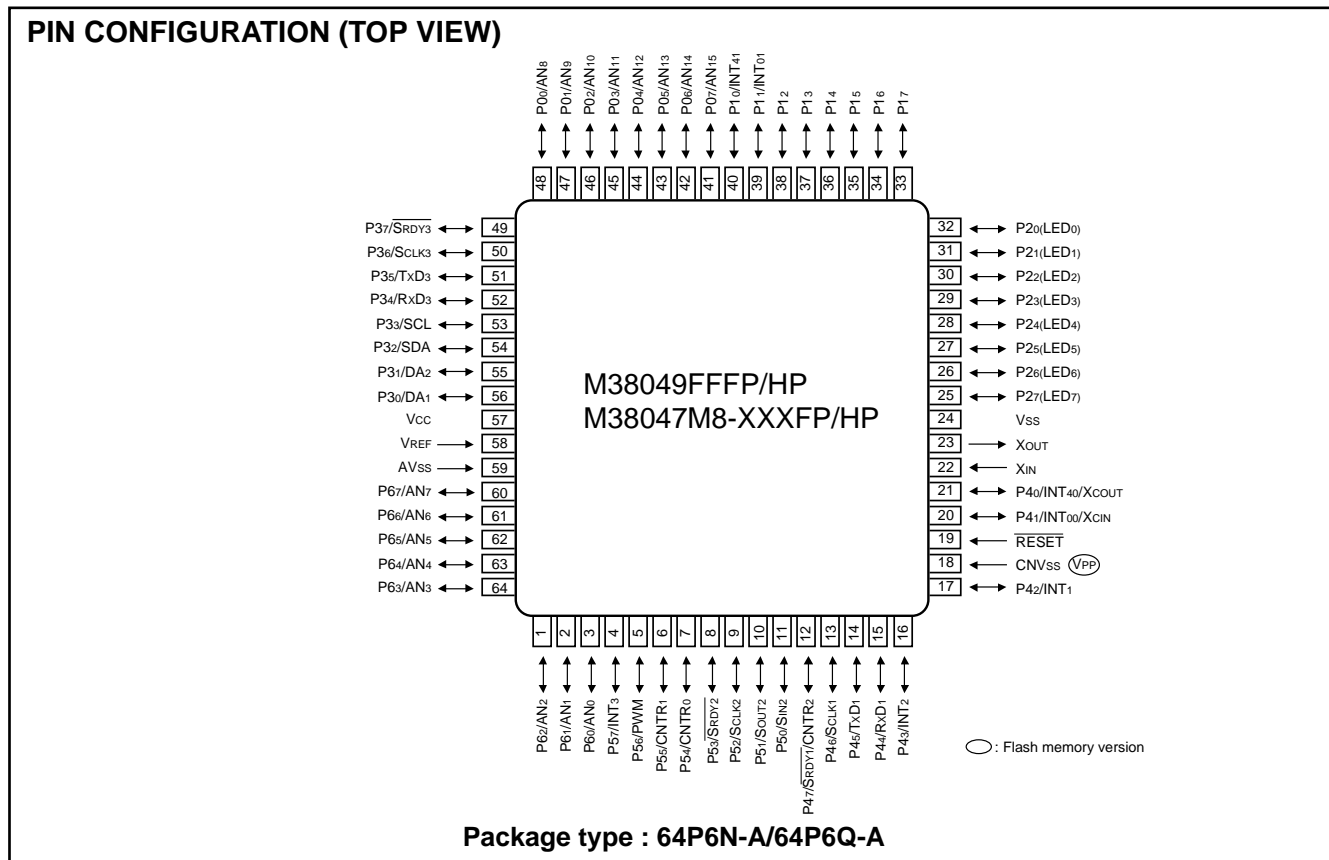 PIN CONFIGURATION (TOP VIEW)
P00/AN8
P01/AN9
P02/AN10
P03/AN11
P04/AN12
P05/AN13
P06/AN14
P07/AN15
P10/INT41
P11/INT01
P12
P13
P14
P15
P16
P17
48 47 46 45 44 43 42 41 40 39 38 37 36 35 34 33
P37/SRDY3 49
P36/SCLK3 50
P35/TxD3 51
P34/RxD3 52
P33/SCL 53
P32/SDA 54
P31/DA2 55
P30/DA1 56
VCC 57
VREF 58
AVSS 59
P67/AN7 60
P66/AN6 61
P65/AN5 62
P64/AN4 63
P63/AN3 64
M38049FFFP/HP
M38047M8-XXXFP/HP
32 P20(LED0)
31 P21(LED1)
30 P22(LED2)
29 P23(LED3)
28 P24(LED4)
27 P25(LED5)
26 P26(LED6)
25 P27(LED7)
24 VSS
23 XOUT
22 XIN
21 P40/INT40/XCOUT
20 P41/INT00/XCIN
19 RESET
18 CNVSS VPP
17 P42/INT1
1 2 3 4 5 6 7 8 9 10 11 12 13 14 15 16
P62/AN2
P61/AN1
P60/AN0
P57/INT3
P56/PWM
P55/CNTR1
P54/CNTR0
P53/SRDY2
P52/SCLK2
P51/SOUT2
P50/SIN2
P47/SRDY1/CNTR2
P46/SCLK1
P45/TxD1
P44/RxD1
P43/INT2
: Flash memory version
Package type : 64P6N-A/64P6Q-A